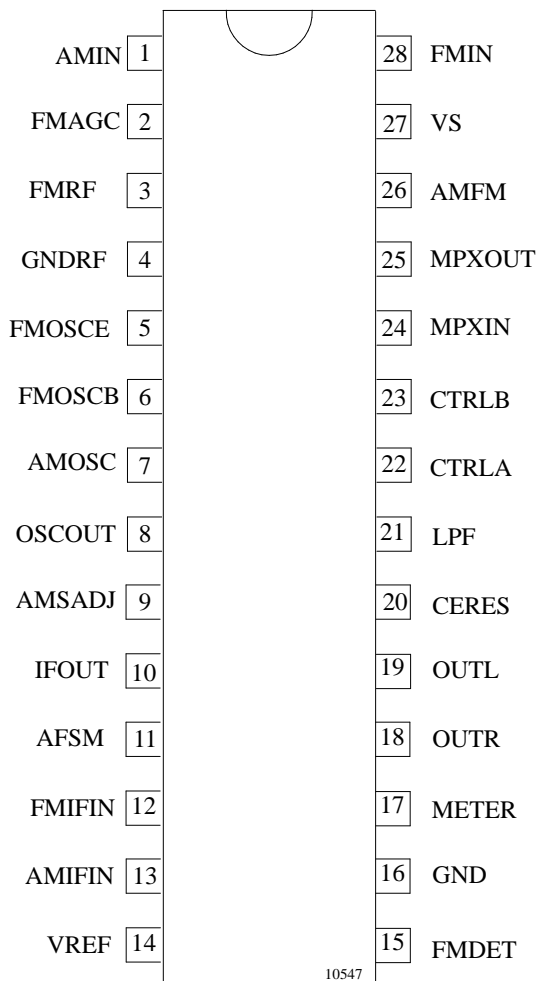 AMIN 1 28 FMIN
FMAGC 2 27 VS
FMRF 3 26 AMFM
GNDRF 4 25 MPXOUT
FMOSCE 5 24 MPXIN
FMOSCB 6 23 CTRLB
AMOSC 7 22 CTRLA
OSCOUT 8 21 LPF
AMSADJ 9 20 CERES
IFOUT 10 19 OUTL
AFSM 11 18 OUTR
FMIFIN 12 17 METER
AMIFIN 13 16 GND
VREF 14 15 FMDET
10547